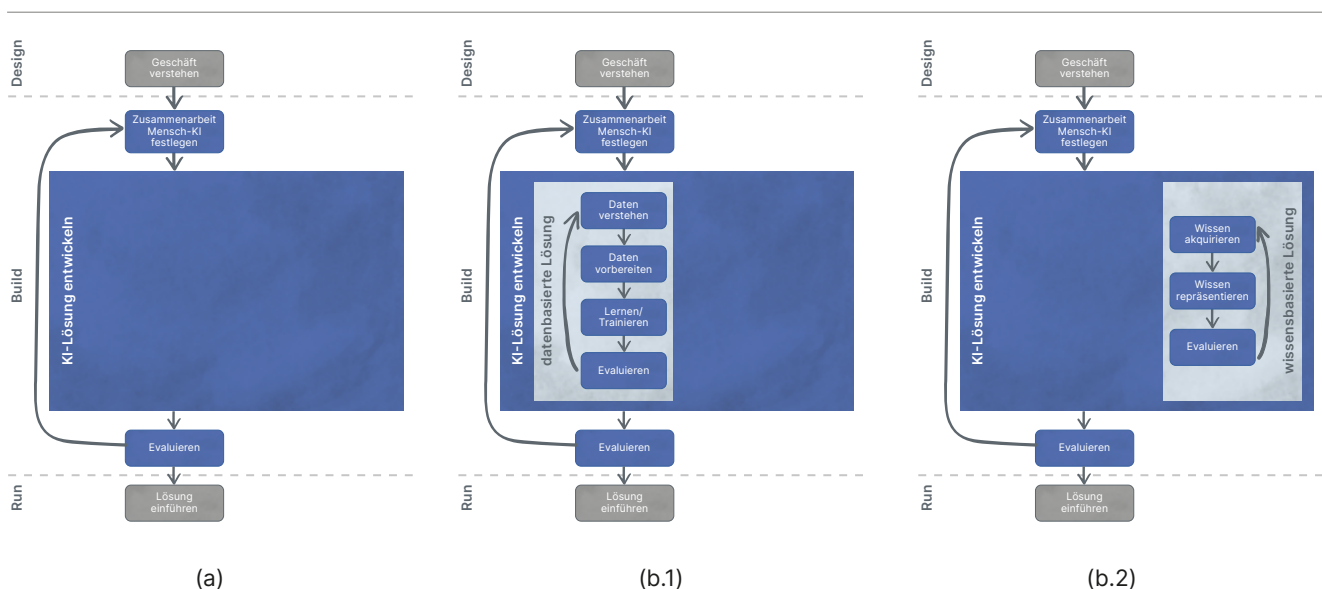 Design
Geschäft
verstehen
Zusammenarbeit
Mensch-KI
festlegen
Build
KI-Lösung entwickeln
Evaluieren
Run
Lösung
einführen
(a)
Design
Geschäft
verstehen
Zusammenarbeit
Mensch-KI
festlegen
Build
KI-Lösung entwickeln
datenbasierte Lösung
Daten
verstehen
Daten
vorbereiten
Lernen/
Trainieren
Evaluieren
Evaluieren
Run
Lösung
einführen
(b.1)
Design
Geschäft
verstehen
Zusammenarbeit
Mensch-KI
festlegen
Build
KI-Lösung entwickeln
Wissen
akquirieren
Wissen
repräsentieren
Evaluieren
wissensbasierte Lösung
Evaluieren
Run
Lösung
einführen
(b.2)